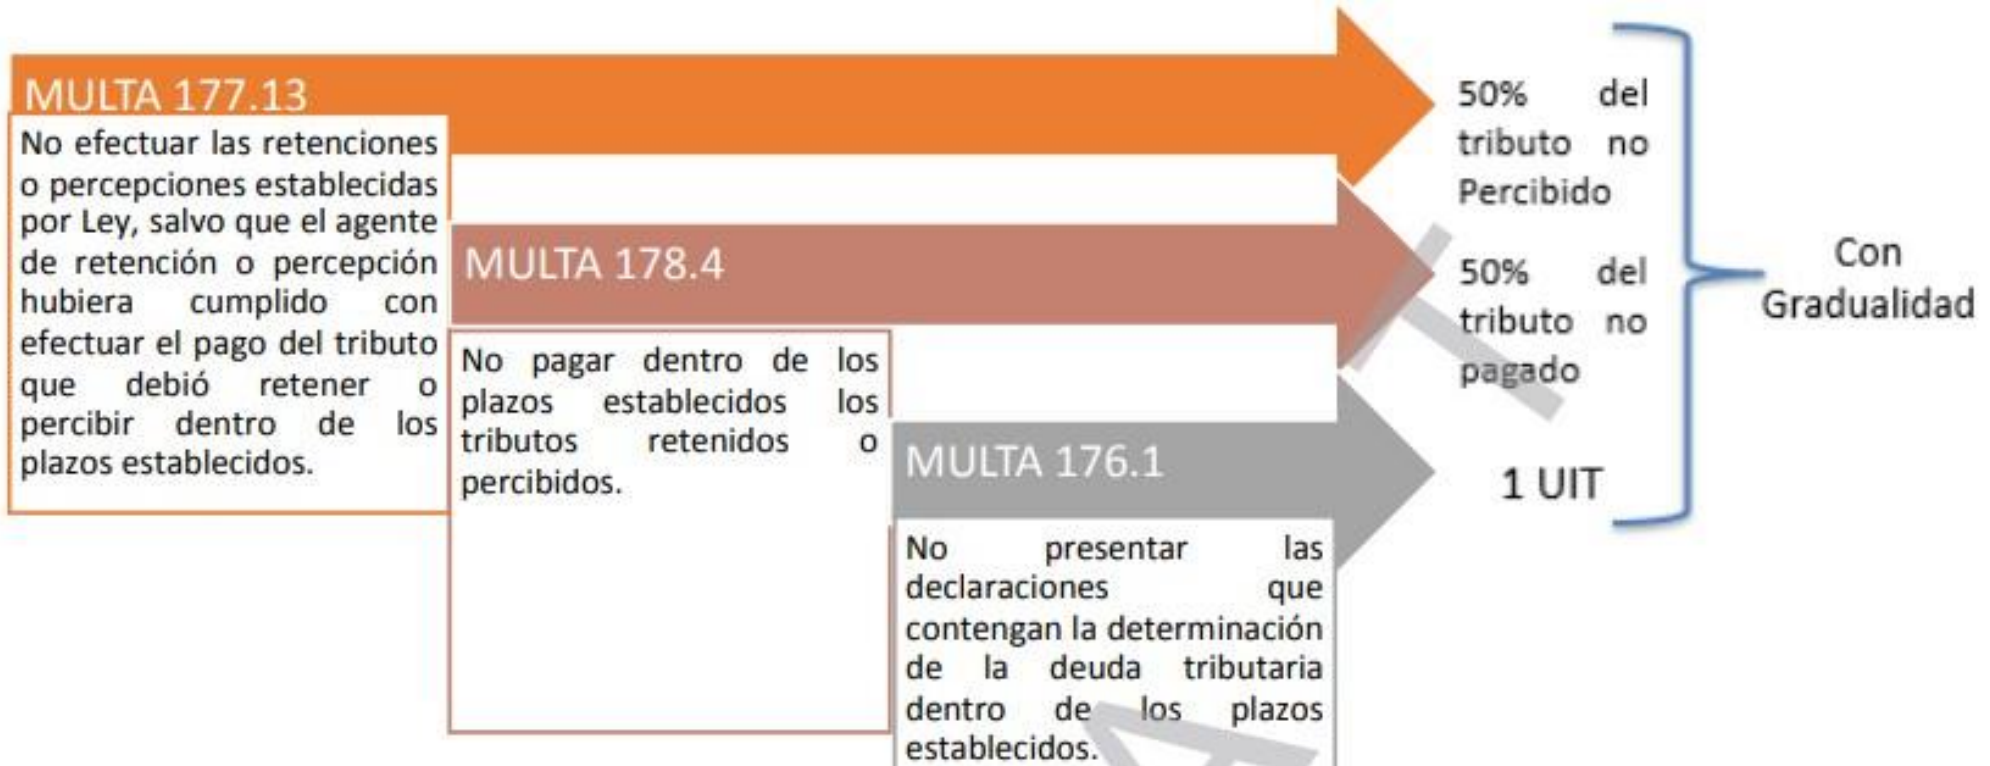 MULTA 177.13
No efectuar las retenciones
o percepciones establecidas
por Ley, salvo que el agente
de retención o percepción
hubiera cumplido con
efectuar el pago del tributo
que debió retener o
percibir dentro de los
plazos establecidos.
MULTA 178.4
No pagar dentro de los
plazos establecidos los
tributos retenidos o
percibidos.
MULTA 176.1
No presentar las
declaraciones que
contengan la determinación
de la deuda tributaria
dentro de los plazos
establecidos.
50% del
tributo no
Percibido
50% del
tributo no
pagado
1 UIT
Con
Gradualidad